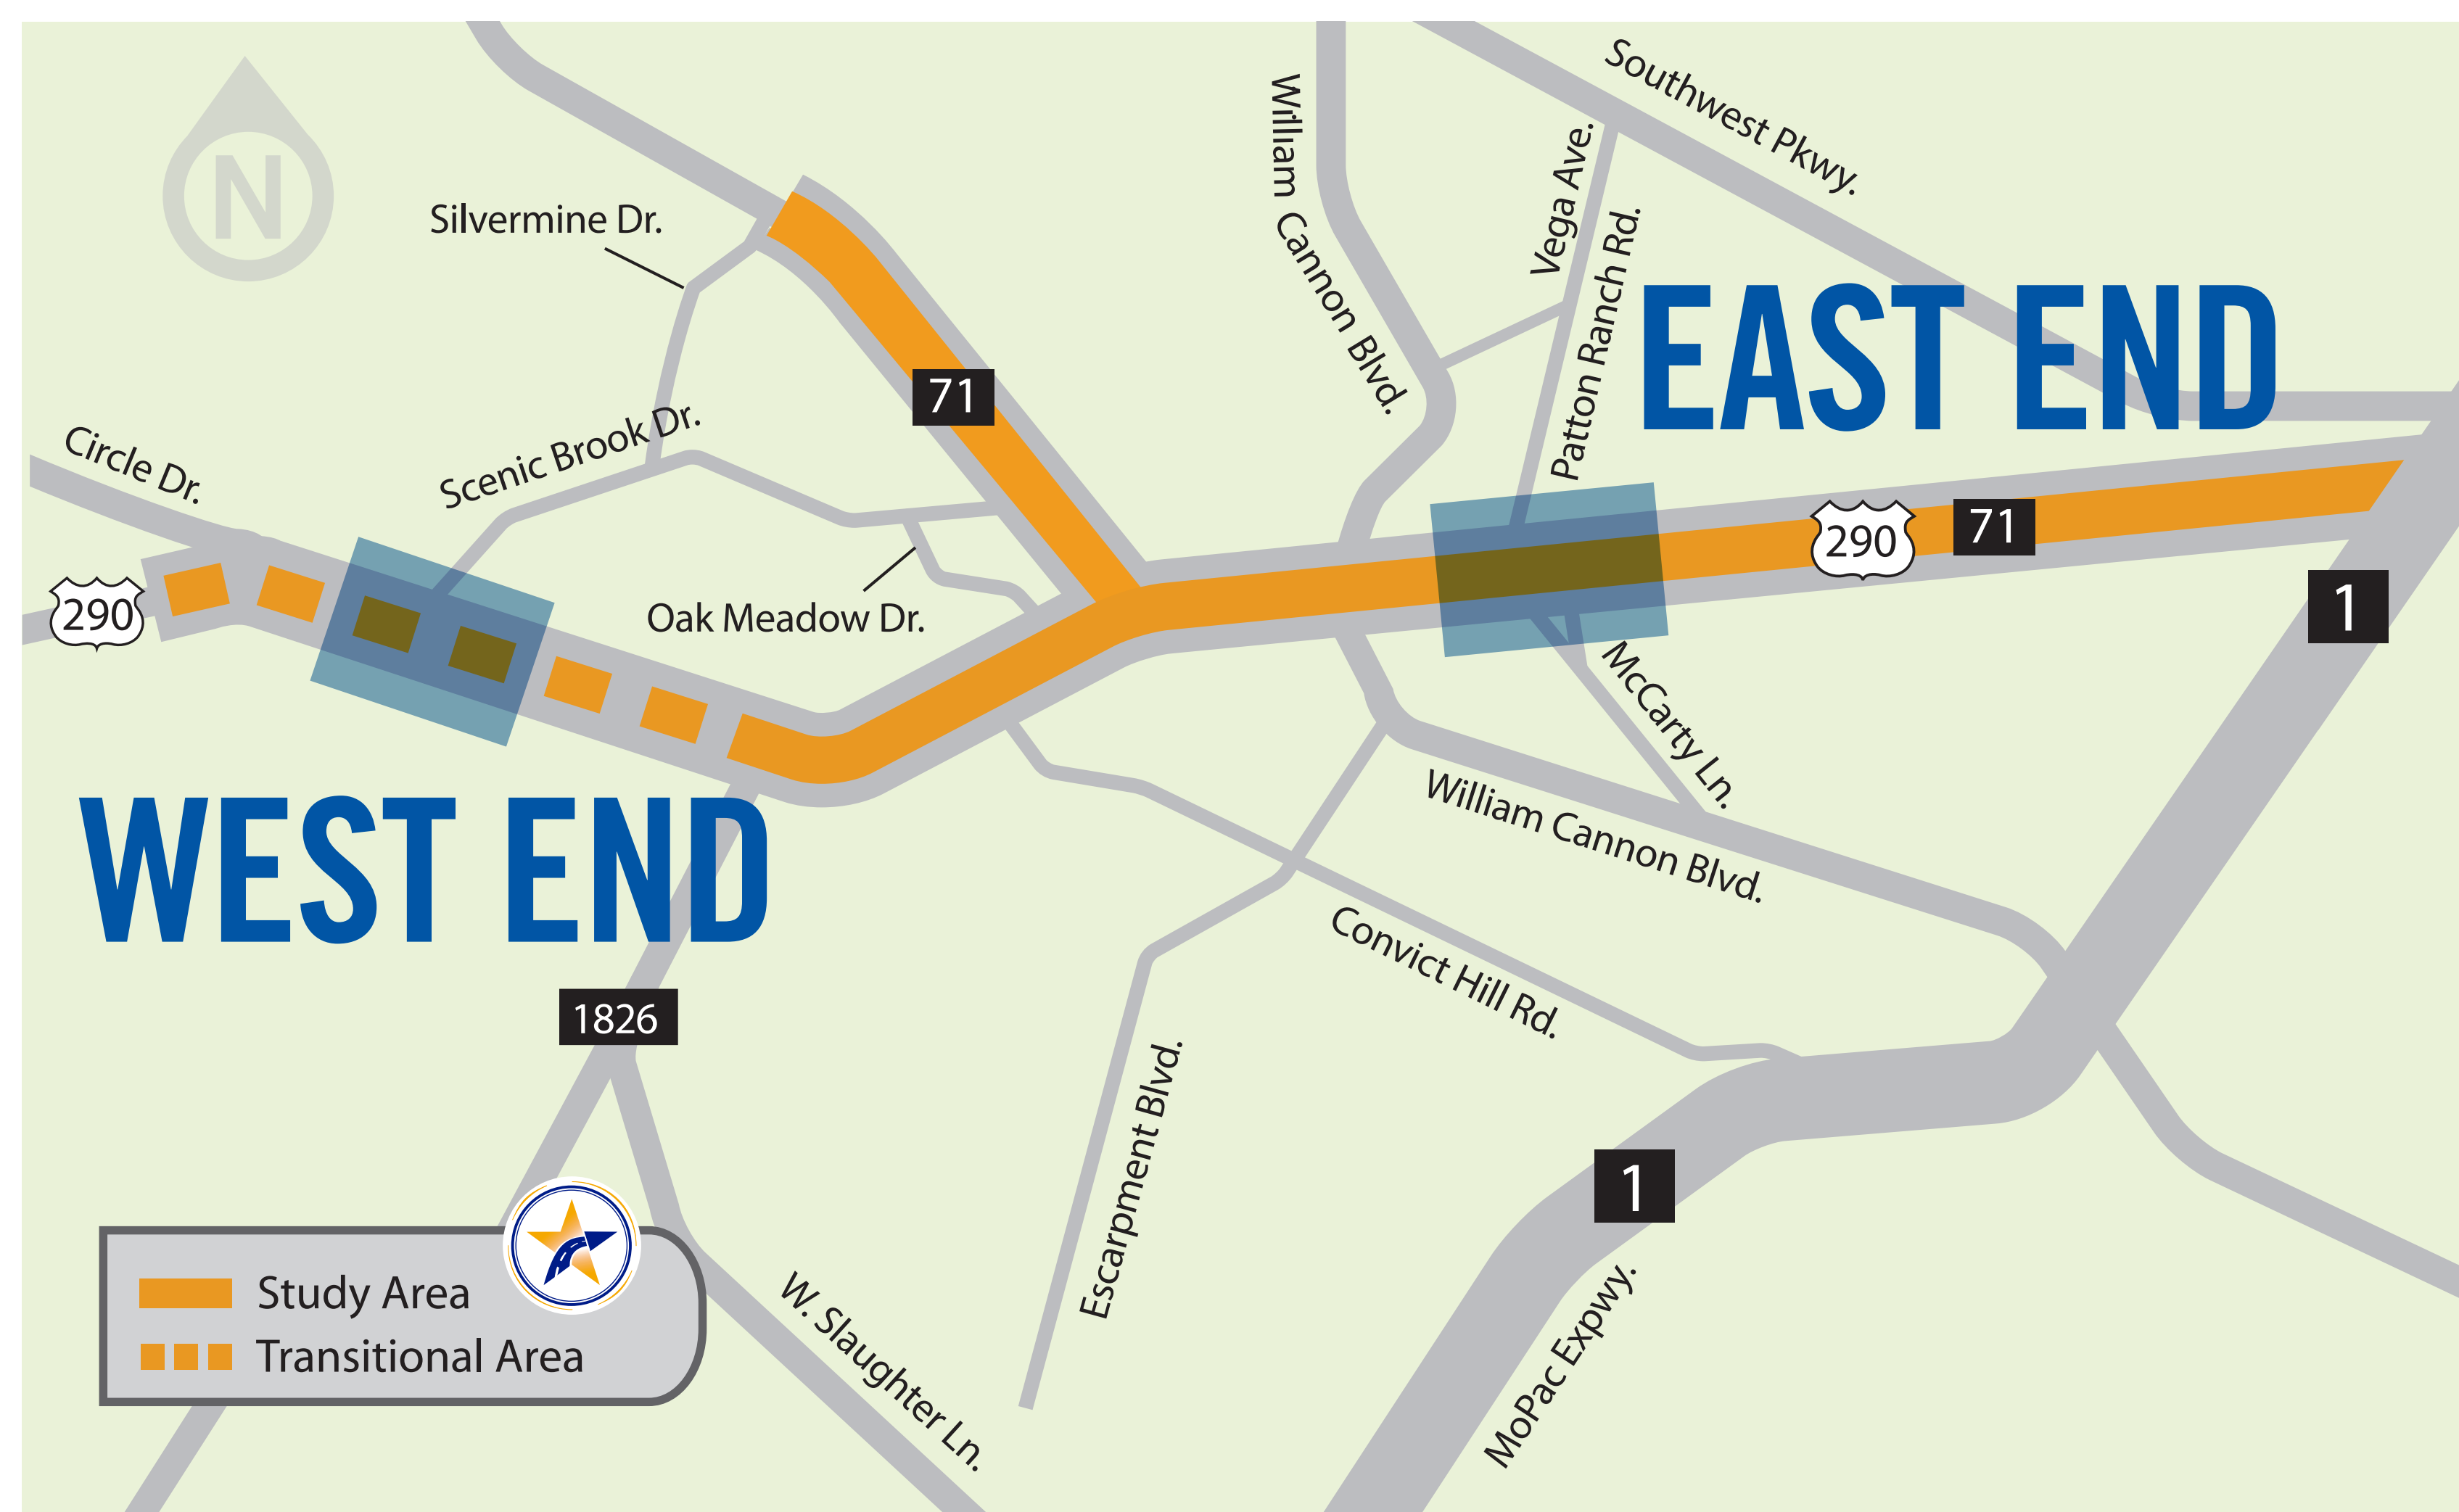 N
Southwest Pkwy.
William Cannon Blvd.
Vega Ave.
Patton Ranch Rd.
Silvermine Dr.
EAST END
71
Scenic Brook Dr.
Circle Dr.
290
71
290
1
Oak Meadow Dr.
McCarty Ln.
WEST END
William Cannon Blvd.
Convict Hill Rd.
1826
Escarpment Blvd.
1
MoPac Expwy.
W. Slaughter Ln.
Study Area
Transitional Area